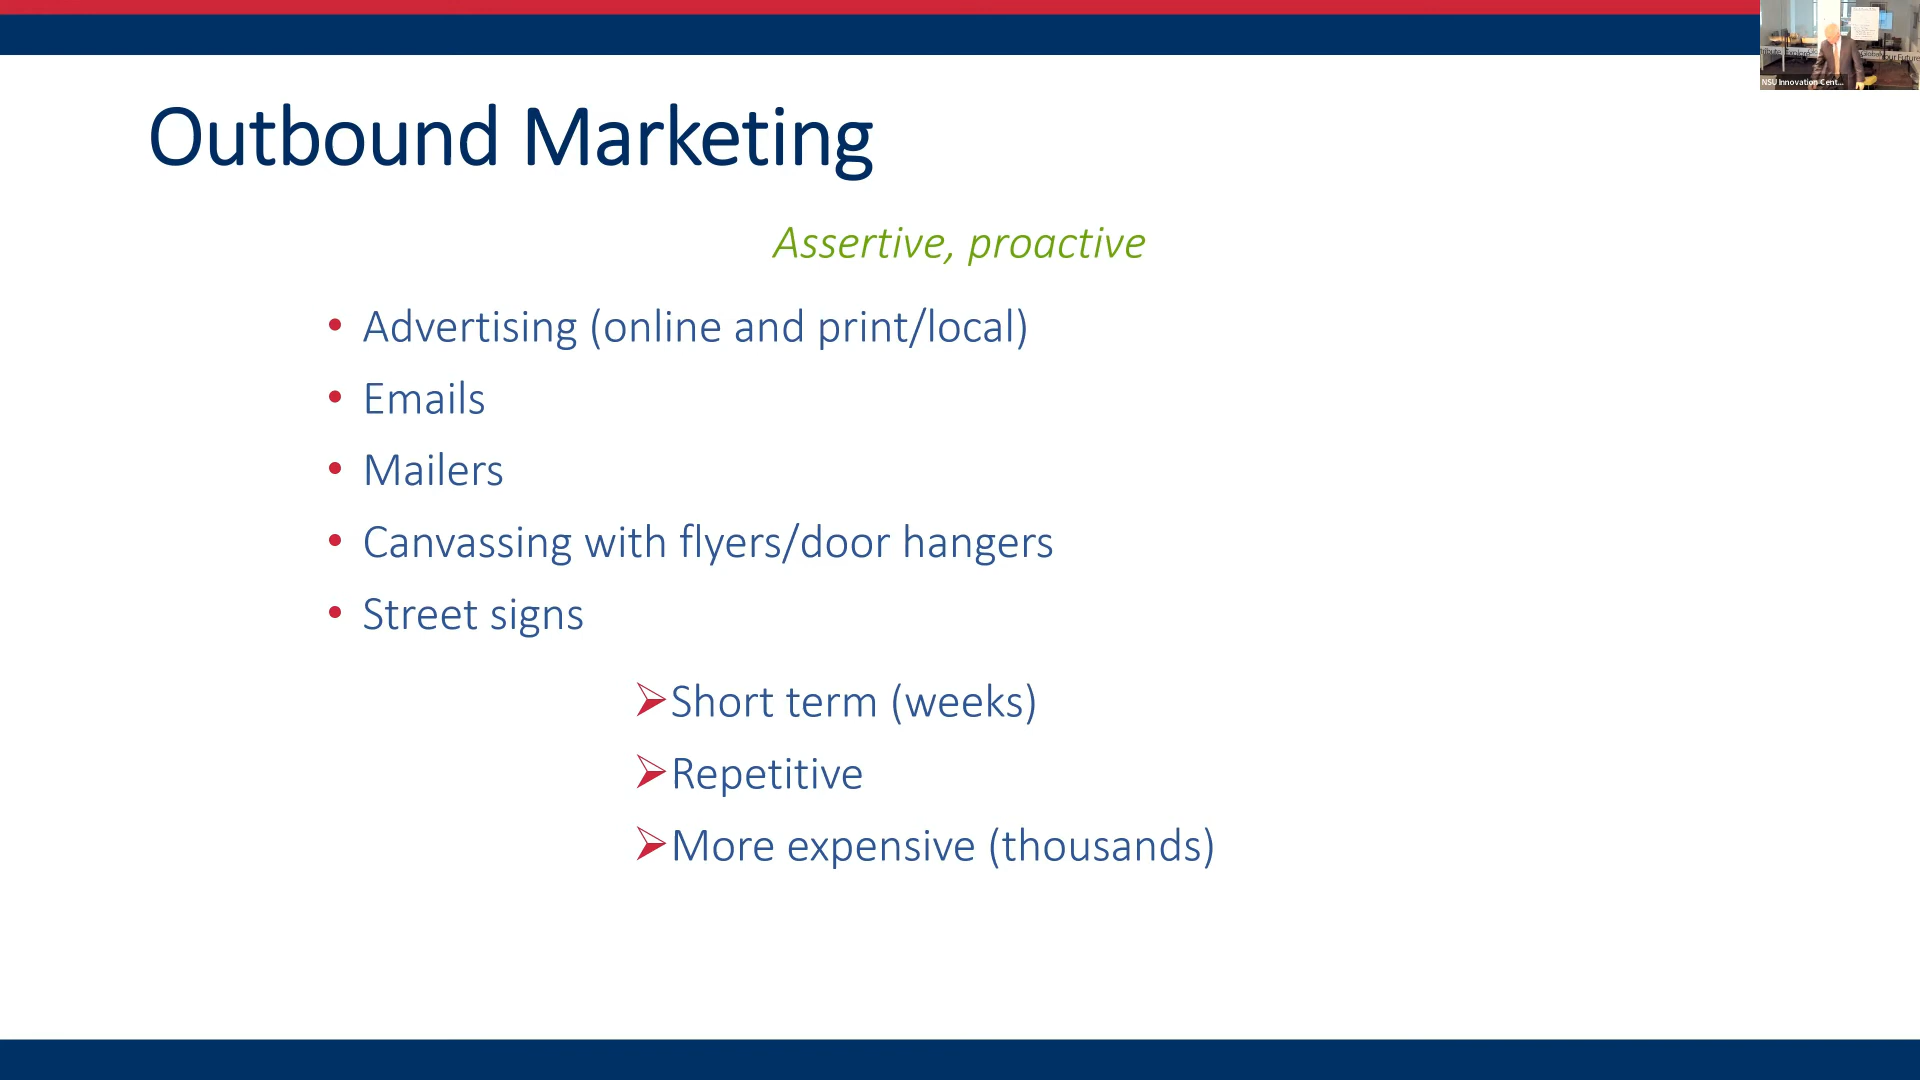 Outbound Marketing
Assertive, proactive
• Advertising (online and print/local)
• Emails
• Mailers
• Canvassing with flyers/door hangers
• Street signs
➢Short term (weeks)
➢Repetitive
➢More expensive (thousands)
NSU Innovation Cent...